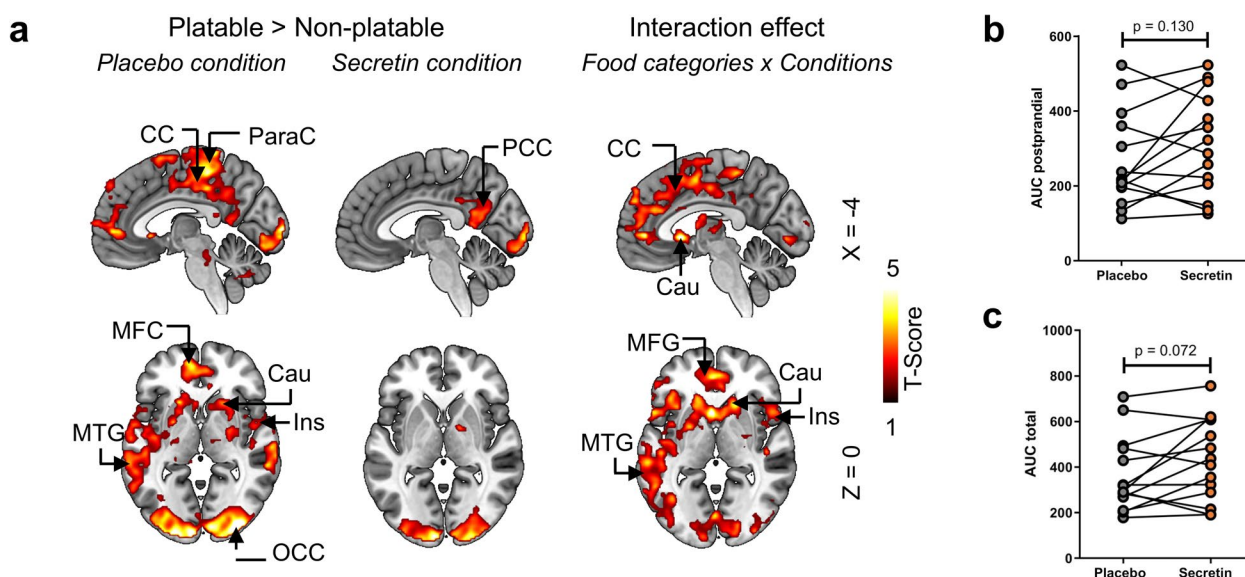 a
Platable > Non-platable
Interaction effect
Placebo condition
Secretin condition
Food categories x Conditions
CC
ParaC
PCC
CC
Cau
X = -4
MFC
Cau
Ins
MTG
OCC
MFG
Cau
Ins
MTG
Z = 0
5
T-Score
1
b
p = 0.130
600
400
200
0
AUC postprandial
Placebo
Secretin
c
p = 0.072
1000
800
600
400
200
0
AUC total
Placebo
Secretin